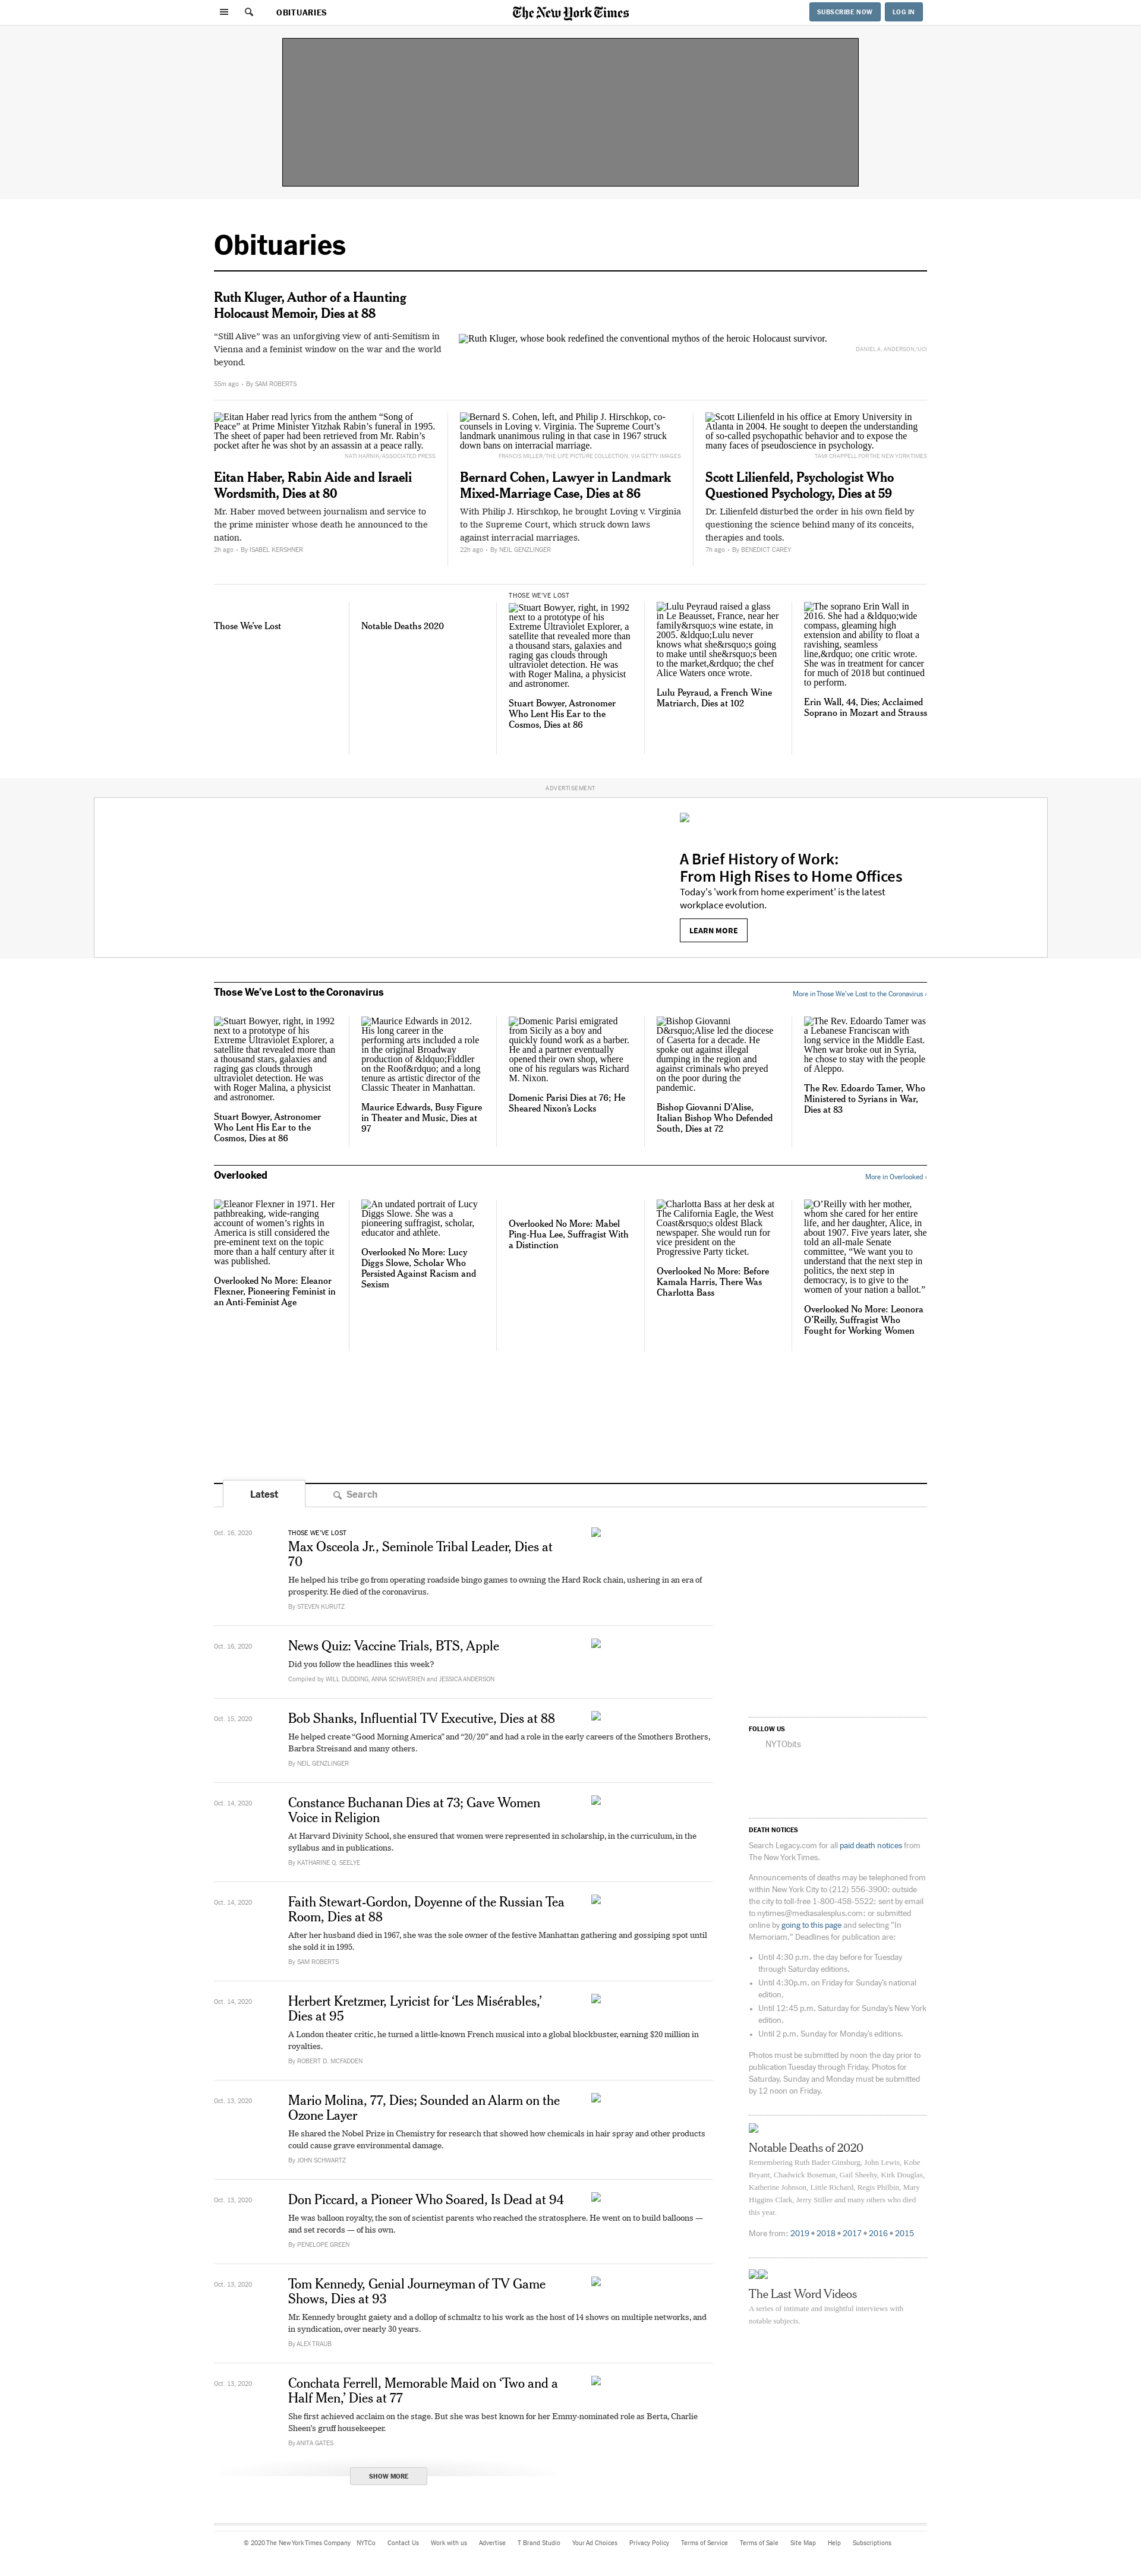 OBITUARIES
The New York Times
SUBSCRIBE NOW
LOG IN
Obituaries
Ruth Kluger, Author of a Haunting
Holocaust Memoir, Dies at 88
“Still Alive” was an unforgiving view of anti-Semitism in
Vienna and a feminist window on the war and the world
beyond.
55m ago • By SAM ROBERTS
Ruth Kluger, whose book redefined the conventional mythos of the heroic Holocaust survivor.
DANIEL A. ANDERSON/UCI
Eitan Haber read lyrics from the anthem “Song of
Peace” at Prime Minister Yitzhak Rabin’s funeral in 1995.
The sheet of paper had been retrieved from Mr. Rabin’s
pocket after he was shot by an assassin at a peace rally.
NATI HARNIK/ASSOCIATED PRESS
Eitan Haber, Rabin Aide and Israeli
Wordsmith, Dies at 80
Mr. Haber moved between journalism and service to
the prime minister whose death he announced to the
nation.
2h ago • By ISABEL KERSHNER
Bernard S. Cohen, left, and Philip J. Hirschkop, co-
counsels in Loving v. Virginia. The Supreme Court’s
landmark unanimous ruling in that case in 1967 struck
down bans on interracial marriage.
FRANCIS MILLER/THE LIFE PICTURE COLLECTION, VIA GETTY IMAGES
Bernard Cohen, Lawyer in Landmark
Mixed-Marriage Case, Dies at 86
With Philip J. Hirschkop, he brought Loving v. Virginia
to the Supreme Court, which struck down laws
against interracial marriages.
22h ago • By NEIL GENZLINGER
Scott Lilienfeld in his office at Emory University in
Atlanta in 2004. He sought to deepen the understanding
of so-called psychopathic behavior and to expose the
many faces of pseudoscience in psychology.
TAMI CHAPPELL FOR THE NEW YORK TIMES
Scott Lilienfeld, Psychologist Who
Questioned Psychology, Dies at 59
Dr. Lilienfeld disturbed the order in his own field by
questioning the science behind many of its conceits,
therapies and tools.
7h ago • By BENEDICT CAREY
Those We’ve Lost
Notable Deaths 2020
THOSE WE’VE LOST
Stuart Bowyer, right, in 1992
next to a prototype of his
Extreme Ultraviolet Explorer, a
satellite that revealed more than
a thousand stars, galaxies and
raging gas clouds through
ultraviolet detection. He was
with Roger Malina, a physicist
and astronomer.
Stuart Bowyer, Astronomer
Who Lent His Ear to the
Cosmos, Dies at 86
Lulu Peyraud raised a glass
in Le Beausset, France, near her
family&rsquo;s wine estate, in
2005. &ldquo;Lulu never
knows what she&rsquo;s going
to make until she&rsquo;s been
to the market,&rdquo; the chef
Alice Waters once wrote.
Lulu Peyraud, a French Wine
Matriarch, Dies at 102
The soprano Erin Wall in
2016. She had a &ldquo;wide
compass, gleaming high
extension and ability to float a
ravishing, seamless
line,&rdquo; one critic wrote.
She was in treatment for cancer
for much of 2018 but continued
to perform.
Erin Wall, 44, Dies; Acclaimed
Soprano in Mozart and Strauss
ADVERTISEMENT
A Brief History of Work:
From High Rises to Home Offices
Today's 'work from home experiment' is the latest
workplace evolution.
LEARN MORE
Those We’ve Lost to the Coronavirus
More in Those We’ve Lost to the Coronavirus ›
Stuart Bowyer, right, in 1992
next to a prototype of his
Extreme Ultraviolet Explorer, a
satellite that revealed more than
a thousand stars, galaxies and
raging gas clouds through
ultraviolet detection. He was
with Roger Malina, a physicist
and astronomer.
Stuart Bowyer, Astronomer
Who Lent His Ear to the
Cosmos, Dies at 86
Maurice Edwards in 2012.
His long career in the
performing arts included a role
in the original Broadway
production of &ldquo;Fiddler
on the Roof&rdquo; and a long
tenure as artistic director of the
Classic Theater in Manhattan.
Maurice Edwards, Busy Figure
in Theater and Music, Dies at
97
Domenic Parisi emigrated
from Sicily as a boy and
quickly found work as a barber.
He and a partner eventually
opened their own shop, where
one of his regulars was Richard
M. Nixon.
Domenic Parisi Dies at 76; He
Sheared Nixon’s Locks
Bishop Giovanni
D&rsquo;Alise led the diocese
of Caserta for a decade. He
spoke out against illegal
dumping in the region and
against criminals who preyed
on the poor during the
pandemic.
Bishop Giovanni D’Alise,
Italian Bishop Who Defended
South, Dies at 72
The Rev. Edoardo Tamer was
a Lebanese Franciscan with
long service in the Middle East.
When war broke out in Syria,
he chose to stay with the people
of Aleppo.
The Rev. Edoardo Tamer, Who
Ministered to Syrians in War,
Dies at 83
Overlooked
More in Overlooked ›
Eleanor Flexner in 1971. Her
pathbreaking, wide-ranging
account of women’s rights in
America is still considered the
pre-eminent text on the topic
more than a half century after it
was published.
Overlooked No More: Eleanor
Flexner, Pioneering Feminist in
an Anti-Feminist Age
An undated portrait of Lucy
Diggs Slowe. She was a
pioneering suffragist, scholar,
educator and athlete.
Overlooked No More: Lucy
Diggs Slowe, Scholar Who
Persisted Against Racism and
Sexism
Overlooked No More: Mabel
Ping-Hua Lee, Suffragist With
a Distinction
Charlotta Bass at her desk at
The California Eagle, the West
Coast&rsquo;s oldest Black
newspaper. She would run for
vice president on the
Progressive Party ticket.
Overlooked No More: Before
Kamala Harris, There Was
Charlotta Bass
O’Reilly with her mother,
whom she cared for her entire
life, and her daughter, Alice, in
about 1907. Five years later, she
told an all-male Senate
committee, “We want you to
understand that the next step in
politics, the next step in
democracy, is to give to the
women of your nation a ballot.”
Overlooked No More: Leonora
O’Reilly, Suffragist Who
Fought for Working Women
Latest
Search
Oct. 16, 2020
THOSE WE’VE LOST
Max Osceola Jr., Seminole Tribal Leader, Dies at
70
He helped his tribe go from operating roadside bingo games to owning the Hard Rock chain, ushering in an era of
prosperity. He died of the coronavirus.
By STEVEN KURUTZ
Oct. 16, 2020
News Quiz: Vaccine Trials, BTS, Apple
Did you follow the headlines this week?
Compiled by WILL DUDDING, ANNA SCHAVERIEN and JESSICA ANDERSON
Oct. 15, 2020
Bob Shanks, Influential TV Executive, Dies at 88
He helped create “Good Morning America” and “20/20” and had a role in the early careers of the Smothers Brothers,
Barbra Streisand and many others.
By NEIL GENZLINGER
Oct. 14, 2020
Constance Buchanan Dies at 73; Gave Women
Voice in Religion
At Harvard Divinity School, she ensured that women were represented in scholarship, in the curriculum, in the
syllabus and in publications.
By KATHARINE Q. SEELYE
Oct. 14, 2020
Faith Stewart-Gordon, Doyenne of the Russian Tea
Room, Dies at 88
After her husband died in 1967, she was the sole owner of the festive Manhattan gathering and gossiping spot until
she sold it in 1995.
By SAM ROBERTS
Oct. 14, 2020
Herbert Kretzmer, Lyricist for ‘Les Misérables,’
Dies at 95
A London theater critic, he turned a little-known French musical into a global blockbuster, earning $20 million in
royalties.
By ROBERT D. MCFADDEN
Oct. 13, 2020
Mario Molina, 77, Dies; Sounded an Alarm on the
Ozone Layer
He shared the Nobel Prize in Chemistry for research that showed how chemicals in hair spray and other products
could cause grave environmental damage.
By JOHN SCHWARTZ
Oct. 13, 2020
Don Piccard, a Pioneer Who Soared, Is Dead at 94
He was balloon royalty, the son of scientist parents who reached the stratosphere. He went on to build balloons —
and set records — of his own.
By PENELOPE GREEN
Oct. 13, 2020
Tom Kennedy, Genial Journeyman of TV Game
Shows, Dies at 93
Mr. Kennedy brought gaiety and a dollop of schmaltz to his work as the host of 14 shows on multiple networks, and
in syndication, over nearly 30 years.
By ALEX TRAUB
Oct. 13, 2020
Conchata Ferrell, Memorable Maid on ‘Two and a
Half Men,’ Dies at 77
She first achieved acclaim on the stage. But she was best known for her Emmy-nominated role as Berta, Charlie
Sheen’s gruff housekeeper.
By ANITA GATES
SHOW MORE
FOLLOW US
NYTObits
DEATH NOTICES
Search Legacy.com for all paid death notices from
The New York Times.
Announcements of deaths may be telephoned from
within New York City to (212) 556-3900; outside
the city to toll-free 1-800-458-5522; sent by email
to nytimes@mediasalesplus.com; or submitted
online by going to this page and selecting "In
Memoriam." Deadlines for publication are:
• Until 4:30 p.m. the day before for Tuesday
through Saturday editions.
• Until 4:30p.m. on Friday for Sunday's national
edition.
• Until 12:45 p.m. Saturday for Sunday's New York
edition.
• Until 2 p.m. Sunday for Monday's editions.
Photos must be submitted by noon the day prior to
publication Tuesday through Friday. Photos for
Saturday, Sunday and Monday must be submitted
by 12 noon on Friday.
Notable Deaths of 2020
Remembering Ruth Bader Ginsburg, John Lewis, Kobe
Bryant, Chadwick Boseman, Gail Sheehy, Kirk Douglas,
Katherine Johnson, Little Richard, Regis Philbin, Mary
Higgins Clark, Jerry Stiller and many others who died
this year.
More from: 2019 • 2018 • 2017 • 2016 • 2015
The Last Word Videos
A series of intimate and insightful interviews with
notable subjects.
© 2020 The New York Times Company NYTCo Contact Us Work with us Advertise T Brand Studio Your Ad Choices Privacy Policy Terms of Service Terms of Sale Site Map Help Subscriptions